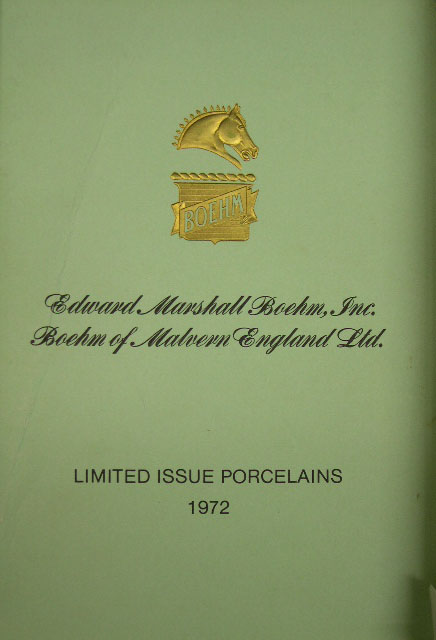 BOEHM
Edward Marshall Boehm, Inc.
Boehm of Malvern England Ltd.
LIMITED ISSUE PORCELAINS
1972